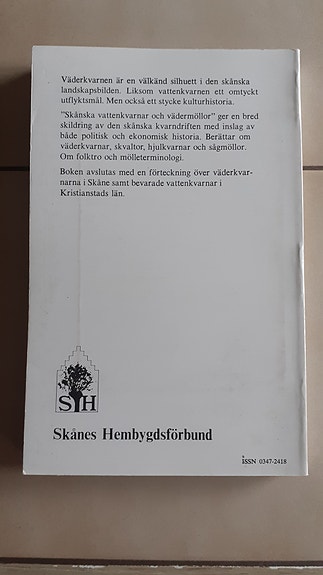 Väderkvarnen är en välkänd silhuett i den skånska
landskapsbilden. Liksom vattenkvarnen ett omtyckt
utflyktsmål. Men också ett stycke kulturhistoria.
"Skånska vattenkvarnar och vädermöllor" ger en bred
skildring av den skånska kvarndriften med inslag av
både politisk och ekonomisk historia. Berättar om
väderkvarnar, skvaltor, hjulkvarnar och sågmöllor.
Om folktro och mölleterminologi.
Boken avslutas med en förteckning över väderkvar-
narna i Skåne samt bevarade vattenkvarnar i
Kristianstads län.
SH
Skånes Hembygdsförbund
ISSN 0347-2418